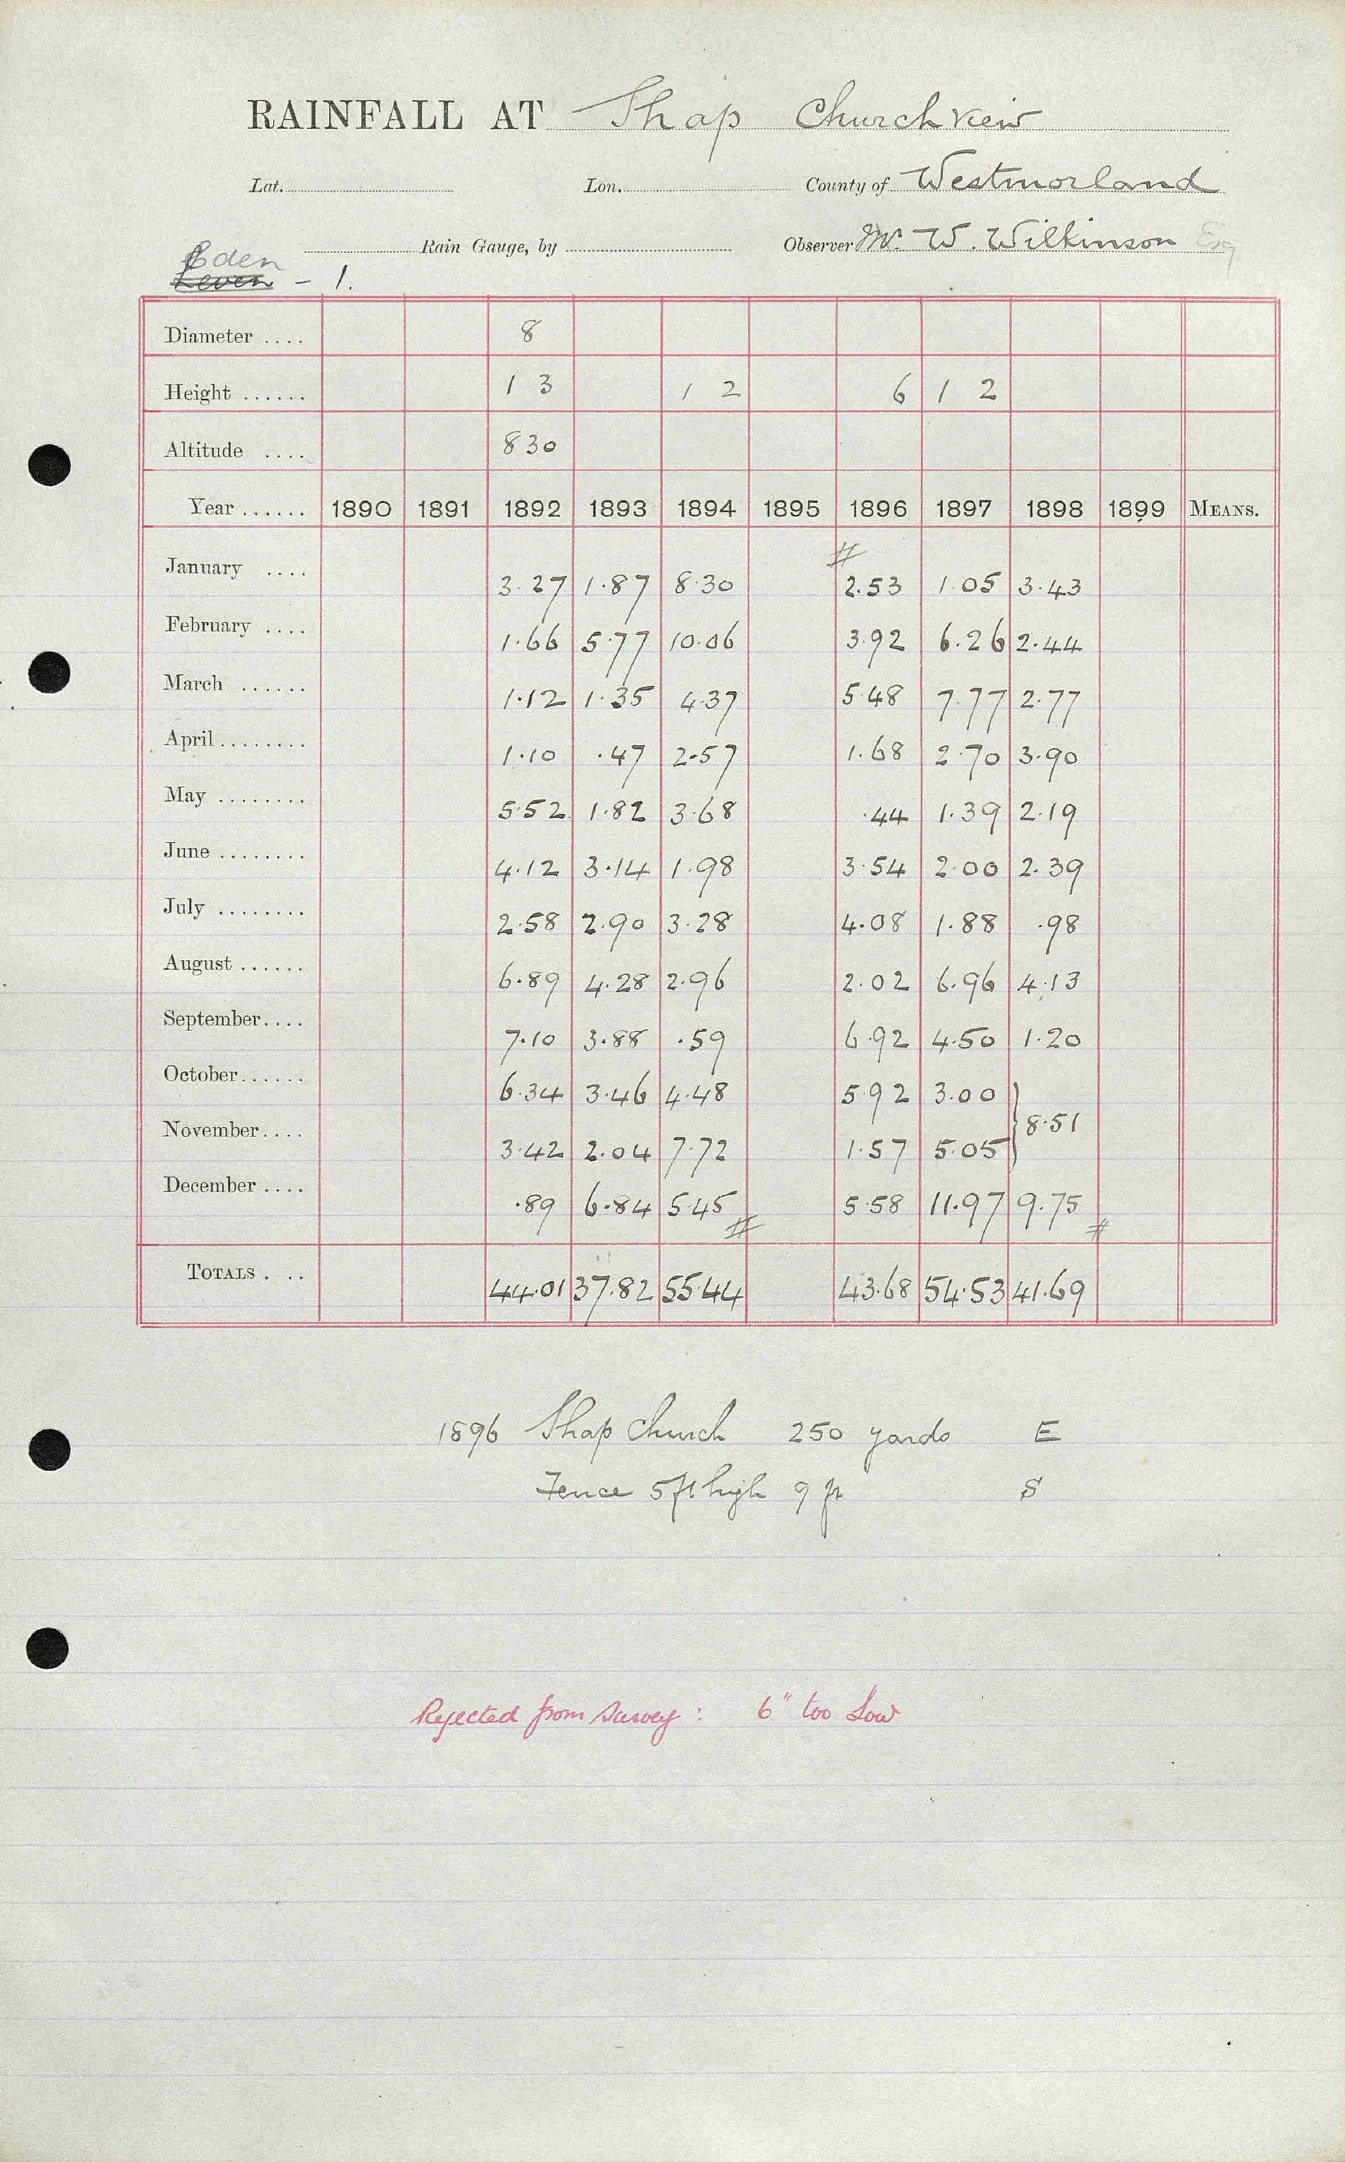 RAINFALL AT Shap Church View
Lat. Lon. County of Westmorland
Rain Gauge, by Observer Mr. W. Wilkinson Esq
Eden
Leven - 1.
Diameter .... 8
Height ...... 1 3 1 2 6 1 2
Altitude .... 830
Year ...... 1890 1891 1892 1893 1894 1895 1896 1897 1898 1899 MEANS.
#
January .... 3.27 1.87 8.30 2.53 1.05 3.43
February .... 1.66 5.77 10.06 3.92 6.26 2.44
March ...... 1.12 1.35 4.37 5.48 7.77 2.77
April ........ 1.10 .47 2.57 1.68 2.70 3.90
May ........ 5.52 1.82 3.68 .44 1.39 2.19
June ........ 4.12 3.14 1.98 3.54 2.00 2.39
July ........ 2.58 2.90 3.28 4.08 1.88 .98
August ...... 6.89 4.28 2.96 2.02 6.96 4.13
September.... 7.10 3.88 .59 6.92 4.50 1.20
October...... 6.34 3.46 4.48 5.92 3.00
8.51
November.... 3.42 2.04 7.72 1.57 5.05
December .... .89 6.84 5.45 5.58 11.97 9.75
# #
TOTALS . .. 44.01 37.82 55.44 43.68 54.53 41.69
1896 Shap Church 250 yards E
Fence 5ft high 9 ft S
Rejected from survey: 6" too low